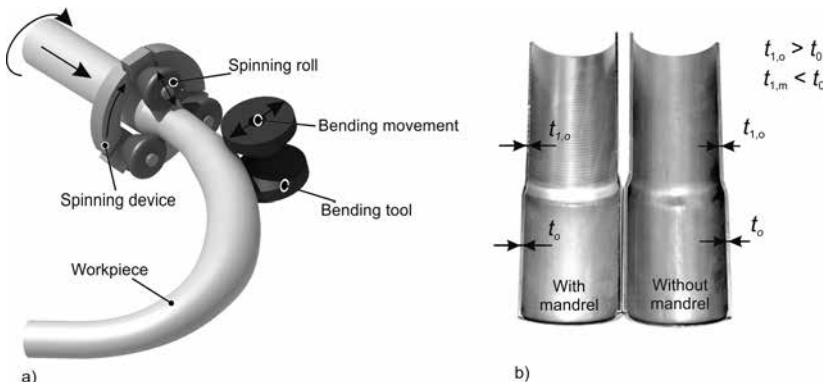 Spinning roll
Bending movement
Spinning device
Bending tool
Workpiece
a)
t1,o > t0
t1,m < t0
t1,o
t1,o
to
to
With
mandrel
Without
mandrel
b)